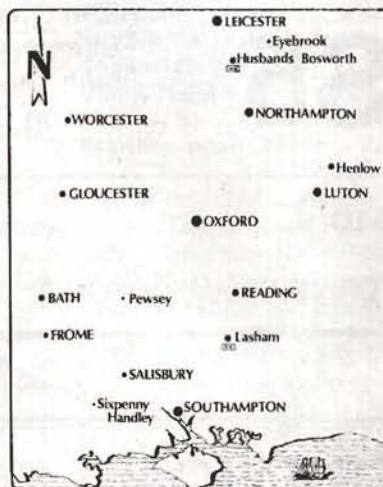 LEICESTER
Eyebrook
N
Husbands Bosworth
NORTHAMPTON
WORCESTER
Henlow
GLOUCESTER
LUTON
OXFORD
BATH
Pewsey
READING
FROME
Lasham
SALISBURY
Sixpenny
Handley
SOUTHAMPTON